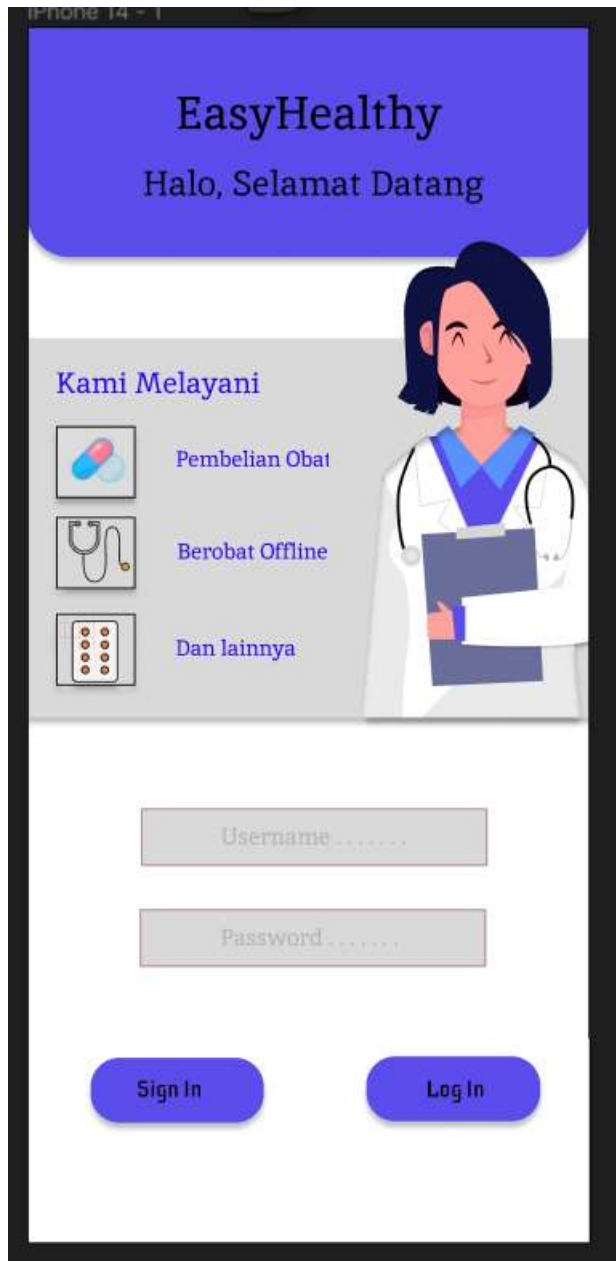 iPhone 14 - 1
EasyHealthy
Halo, Selamat Datang
Kami Melayani
Pembelian Obat
Berobat Offline
Dan lainnya
Username . . . . . . .
Password . . . . . . .
Sign In
Log In